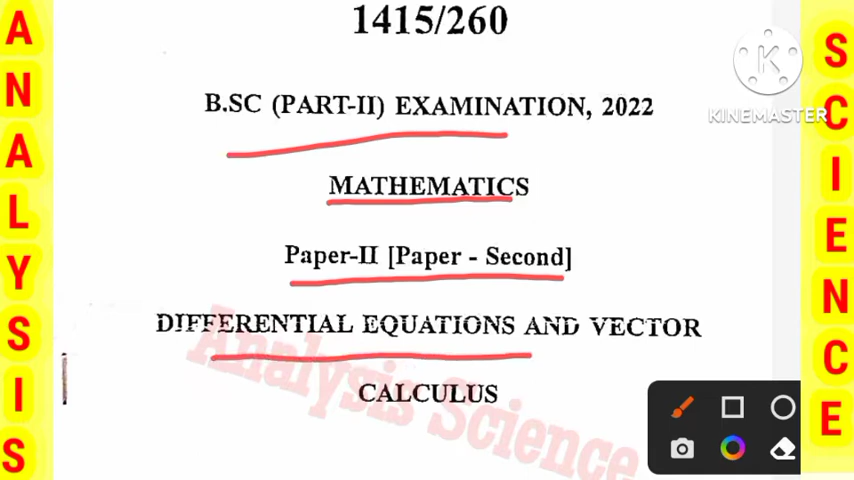 ANALYSIS
1415/260
B.SC (PART-II) EXAMINATION, 2022
MATHEMATICS
Paper-II [Paper - Second]
DIFFERENTIAL EQUATIONS AND VECTOR
CALCULUS
Analysis Science
K
KINEMASTER
SCIENCE